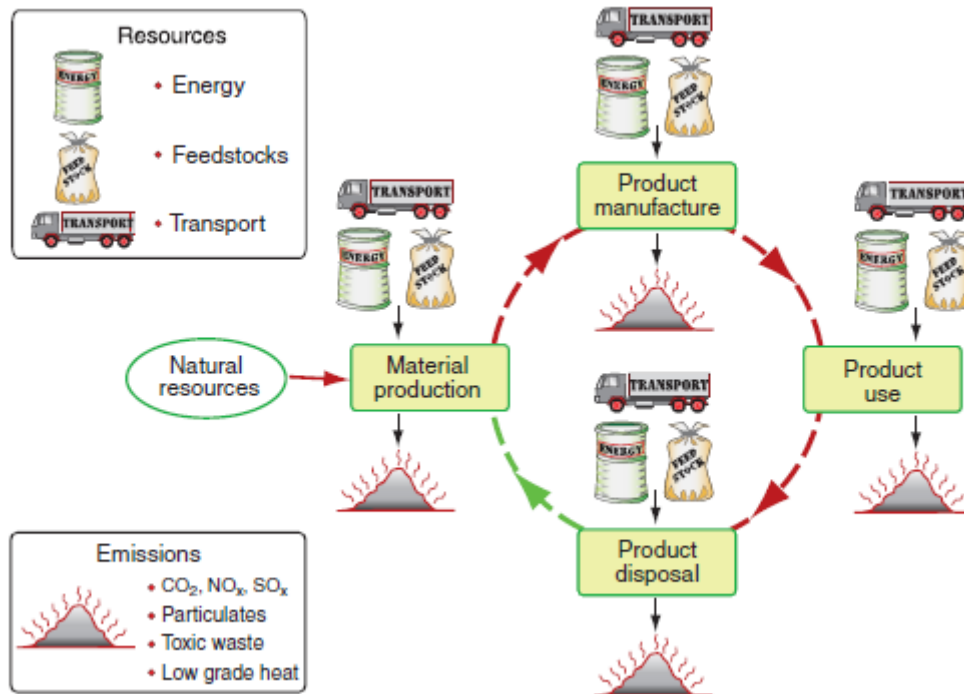 Resources
ENERGY
• Energy
FEED
STOCK
• Feedstocks
TRANSPORT
• Transport
TRANSPORT
ENERGY
FEED
STOCK
Product
manufacture
TRANSPORT
ENERGY
FEED
STOCK
TRANSPORT
ENERGY
FEED
STOCK
Natural
resources
Material
production
TRANSPORT
ENERGY
FEED
STOCK
Product
use
Product
disposal
Emissions
• CO₂, NOₓ, SOₓ
• Particulates
• Toxic waste
• Low grade heat